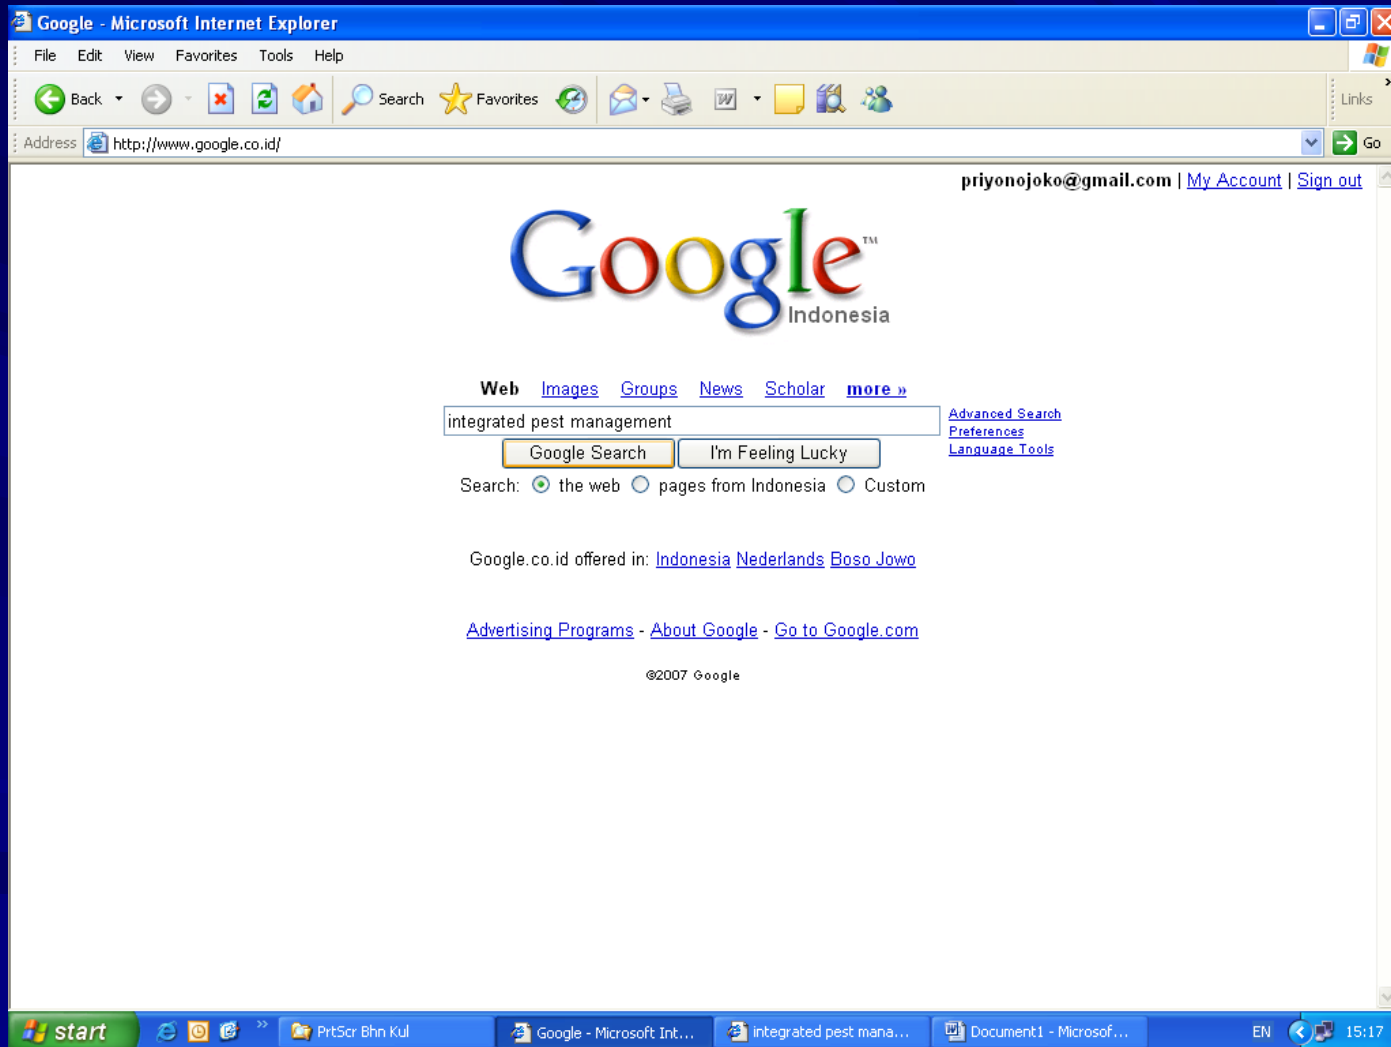 Google - Microsoft Internet Explorer
File Edit View Favorites Tools Help
Back Search Favorites Links
Address http://www.google.co.id/ Go
priyonojoko@gmail.com | My Account | Sign out
Google TM
Indonesia
Web Images Groups News Scholar more »
integrated pest management
Advanced Search
Preferences
Language Tools
Google Search I'm Feeling Lucky
Search: the web pages from Indonesia Custom
Google.co.id offered in: Indonesia Nederlands Boso Jowo
Advertising Programs - About Google - Go to Google.com
©2007 Google
start PrtScr Bhn Kul Google - Microsoft Int... integrated pest mana... Document1 - Microsof... EN 15:17